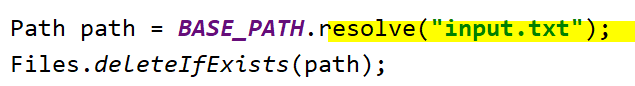 Path path = BASE_PATH.resolve("input.txt");
Files.deleteIfExists(path);